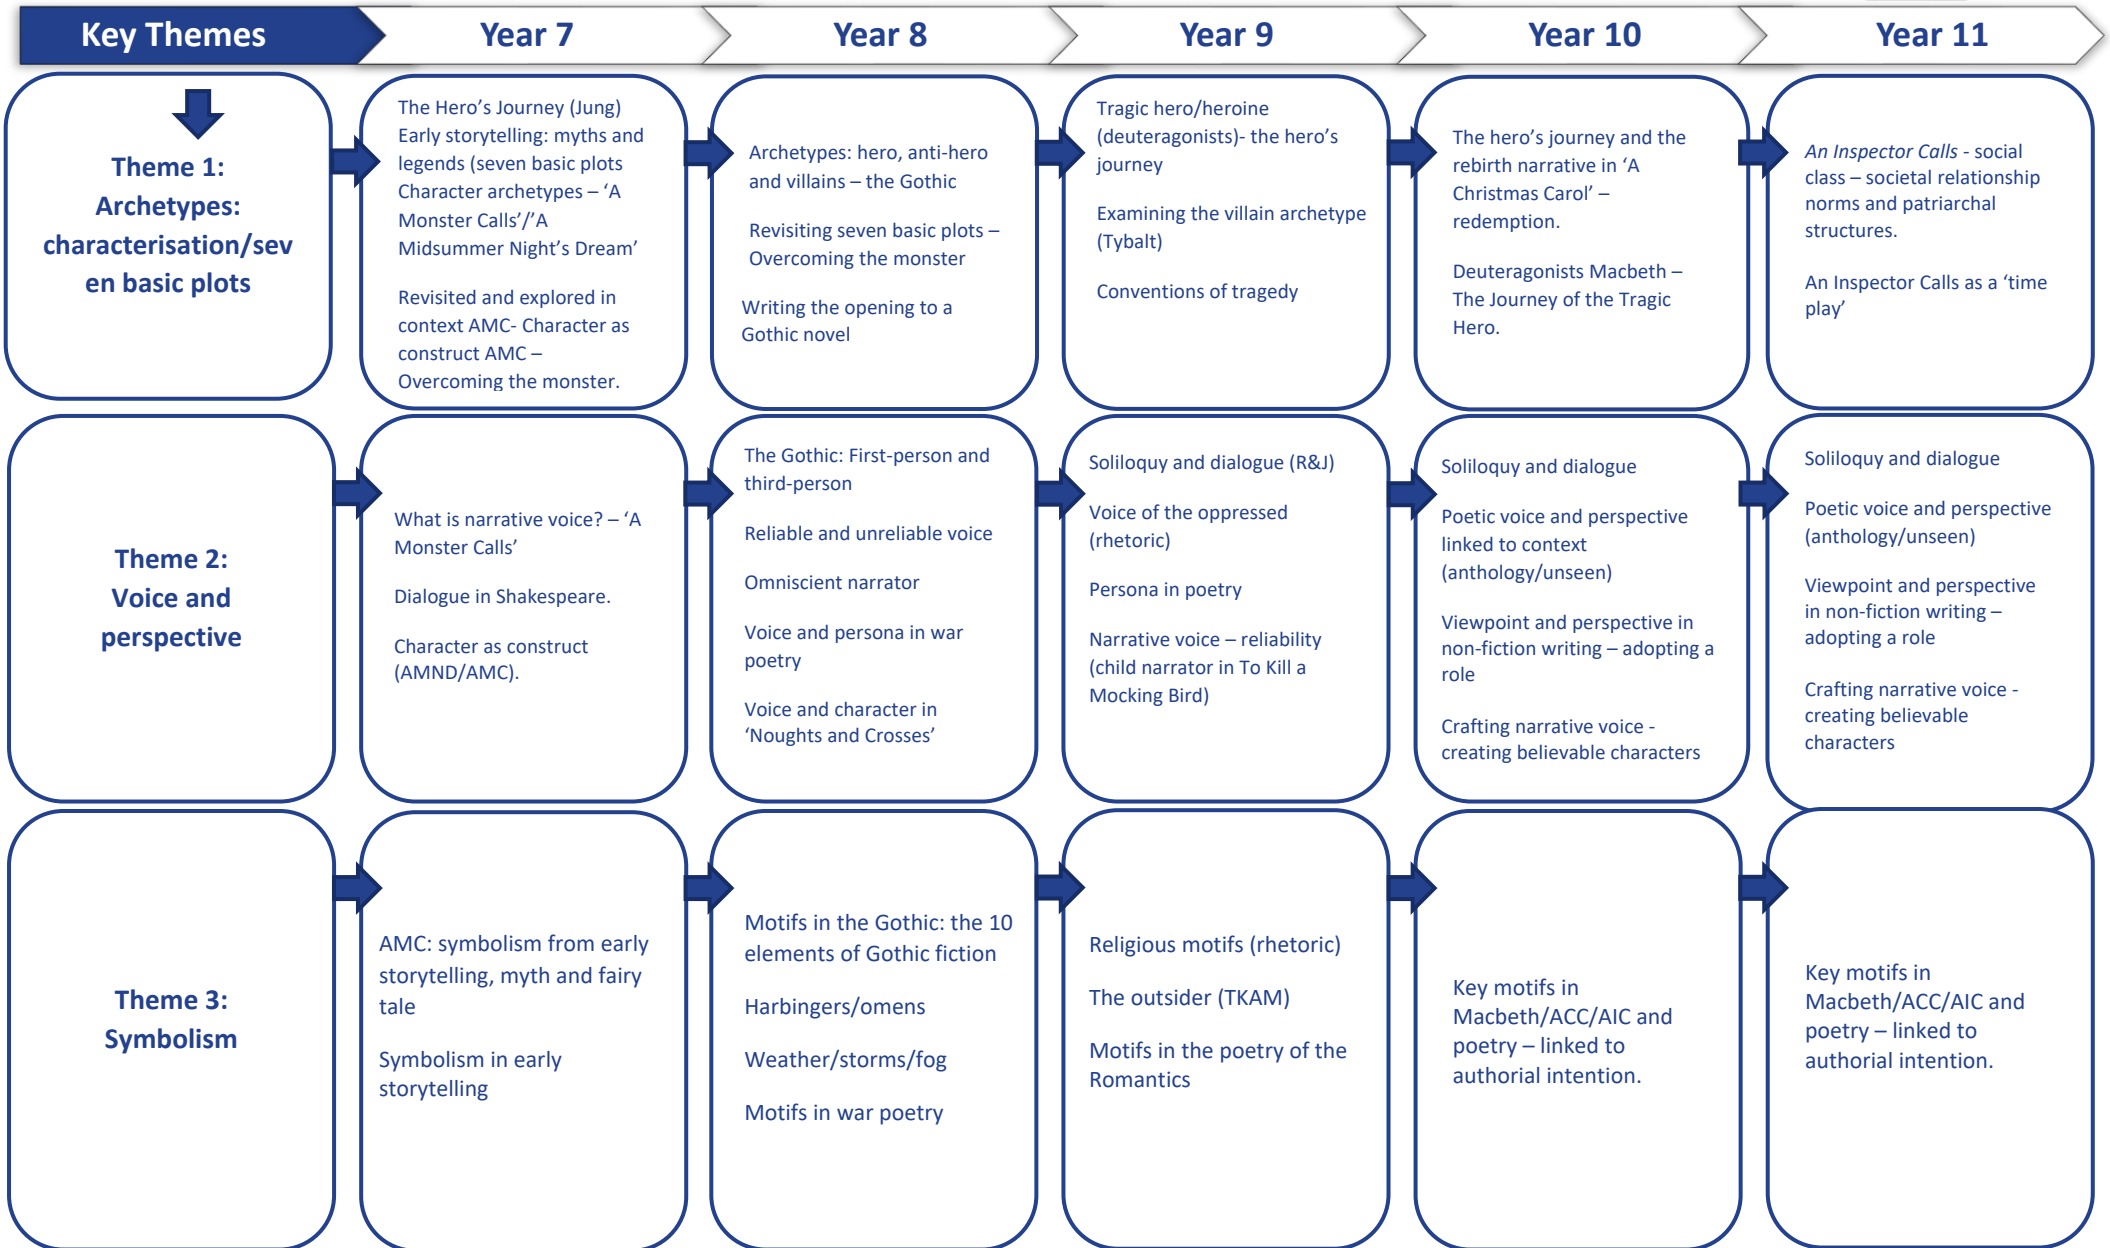 Key Themes
Year 7
Year 8
Year 9
Year 10
Year 11
Theme 1:
Archetypes:
characterisation/sev
en basic plots
The Hero’s Journey (Jung)
Early storytelling: myths and
legends (seven basic plots
Character archetypes – ‘A
Monster Calls’/’A
Midsummer Night’s Dream’
Revisited and explored in
context AMC- Character as
construct AMC –
Overcoming the monster.
Archetypes: hero, anti-hero
and villains – the Gothic
Revisiting seven basic plots –
Overcoming the monster
Writing the opening to a
Gothic novel
Tragic hero/heroine
(deuteragonists)- the hero’s
journey
Examining the villain archetype
(Tybalt)
Conventions of tragedy
The hero’s journey and the
rebirth narrative in ‘A
Christmas Carol’ –
redemption.
Deuteragonists Macbeth –
The Journey of the Tragic
Hero.
An Inspector Calls - social
class – societal relationship
norms and patriarchal
structures.
An Inspector Calls as a ‘time
play’
Theme 2:
Voice and
perspective
What is narrative voice? – ‘A
Monster Calls’
Dialogue in Shakespeare.
Character as construct
(AMND/AMC).
The Gothic: First-person and
third-person
Reliable and unreliable voice
Omniscient narrator
Voice and persona in war
poetry
Voice and character in
‘Noughts and Crosses’
Soliloquy and dialogue (R&J)
Voice of the oppressed
(rhetoric)
Persona in poetry
Narrative voice – reliability
(child narrator in To Kill a
Mocking Bird)
Soliloquy and dialogue
Poetic voice and perspective
linked to context
(anthology/unseen)
Viewpoint and perspective in
non-fiction writing – adopting a
role
Crafting narrative voice -
creating believable characters
Soliloquy and dialogue
Poetic voice and perspective
(anthology/unseen)
Viewpoint and perspective
in non-fiction writing –
adopting a role
Crafting narrative voice -
creating believable
characters
Theme 3:
Symbolism
AMC: symbolism from early
storytelling, myth and fairy
tale
Symbolism in early
storytelling
Motifs in the Gothic: the 10
elements of Gothic fiction
Harbingers/omens
Weather/storms/fog
Motifs in war poetry
Religious motifs (rhetoric)
The outsider (TKAM)
Motifs in the poetry of the
Romantics
Key motifs in
Macbeth/ACC/AIC and
poetry – linked to
authorial intention.
Key motifs in
Macbeth/ACC/AIC and
poetry – linked to
authorial intention.